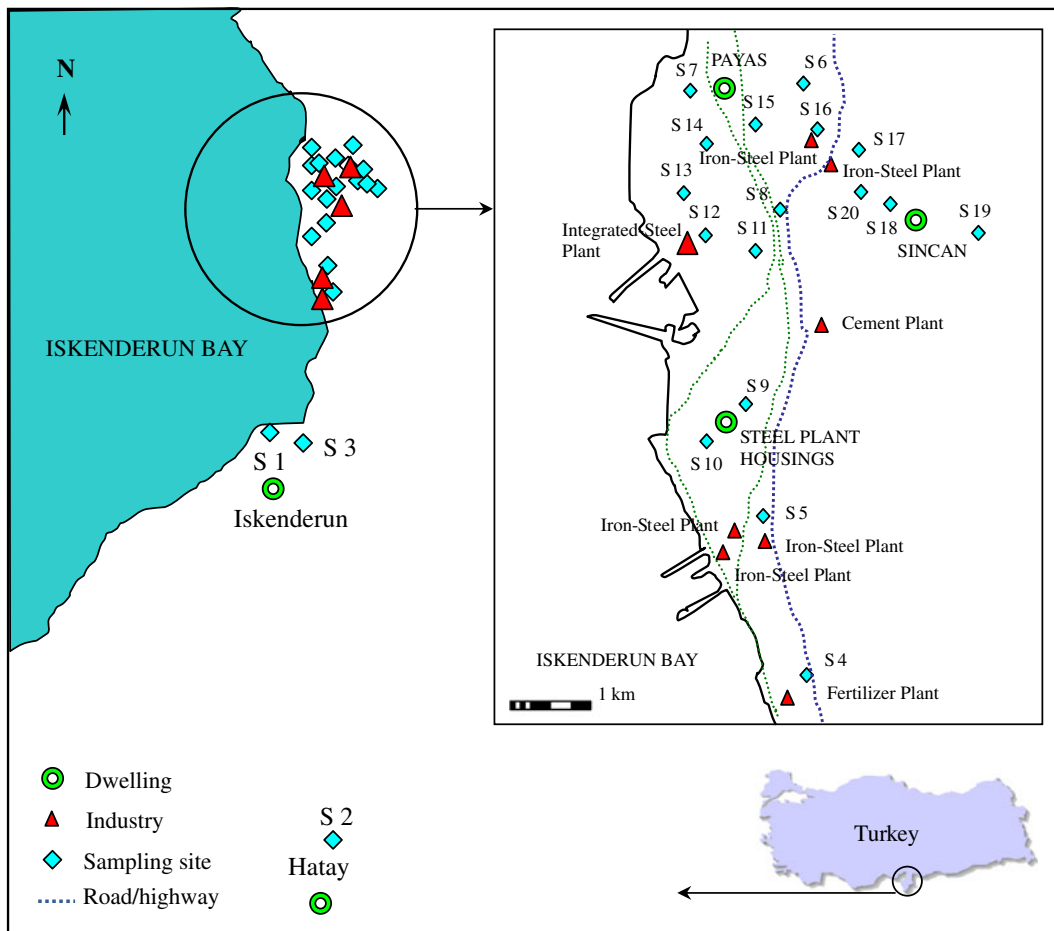 N
ISKENDERUN BAY
S 1
S 3
Iskenderun
S 2
Hatay
Dwelling
Industry
Sampling site
Road/highway
S 7
PAYAS
S 6
S 15
S 16
S 14
S 17
Iron-Steel Plant
Iron-Steel Plant
S 13
S 8
S 12
S 11
S 20
S 18
S 19
SINCAN
Integrated-Steel
Plant
Cement Plant
S 9
STEEL PLANT
HOUSINGS
S 10
S 5
Iron-Steel Plant
Iron-Steel Plant
Iron-Steel Plant
ISKENDERUN BAY
S 4
1 km
Fertilizer Plant
Turkey